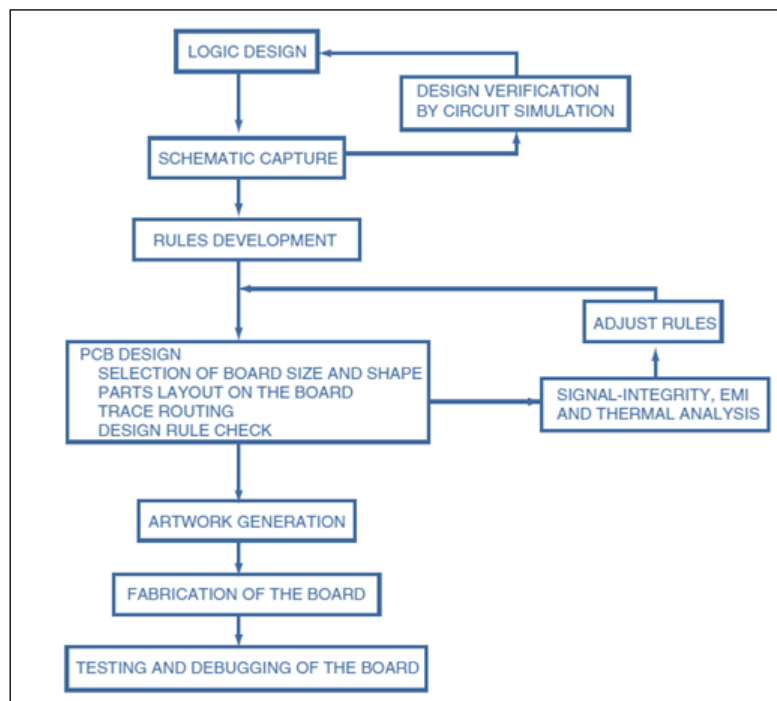 LOGIC DESIGN
DESIGN VERIFICATION
BY CIRCUIT SIMULATION
SCHEMATIC CAPTURE
RULES DEVELOPMENT
ADJUST RULES
PCB DESIGN
SELECTION OF BOARD SIZE AND SHAPE
PARTS LAYOUT ON THE BOARD
TRACE ROUTING
DESIGN RULE CHECK
SIGNAL-INTEGRITY, EMI
AND THERMAL ANALYSIS
ARTWORK GENERATION
FABRICATION OF THE BOARD
TESTING AND DEBUGGING OF THE BOARD